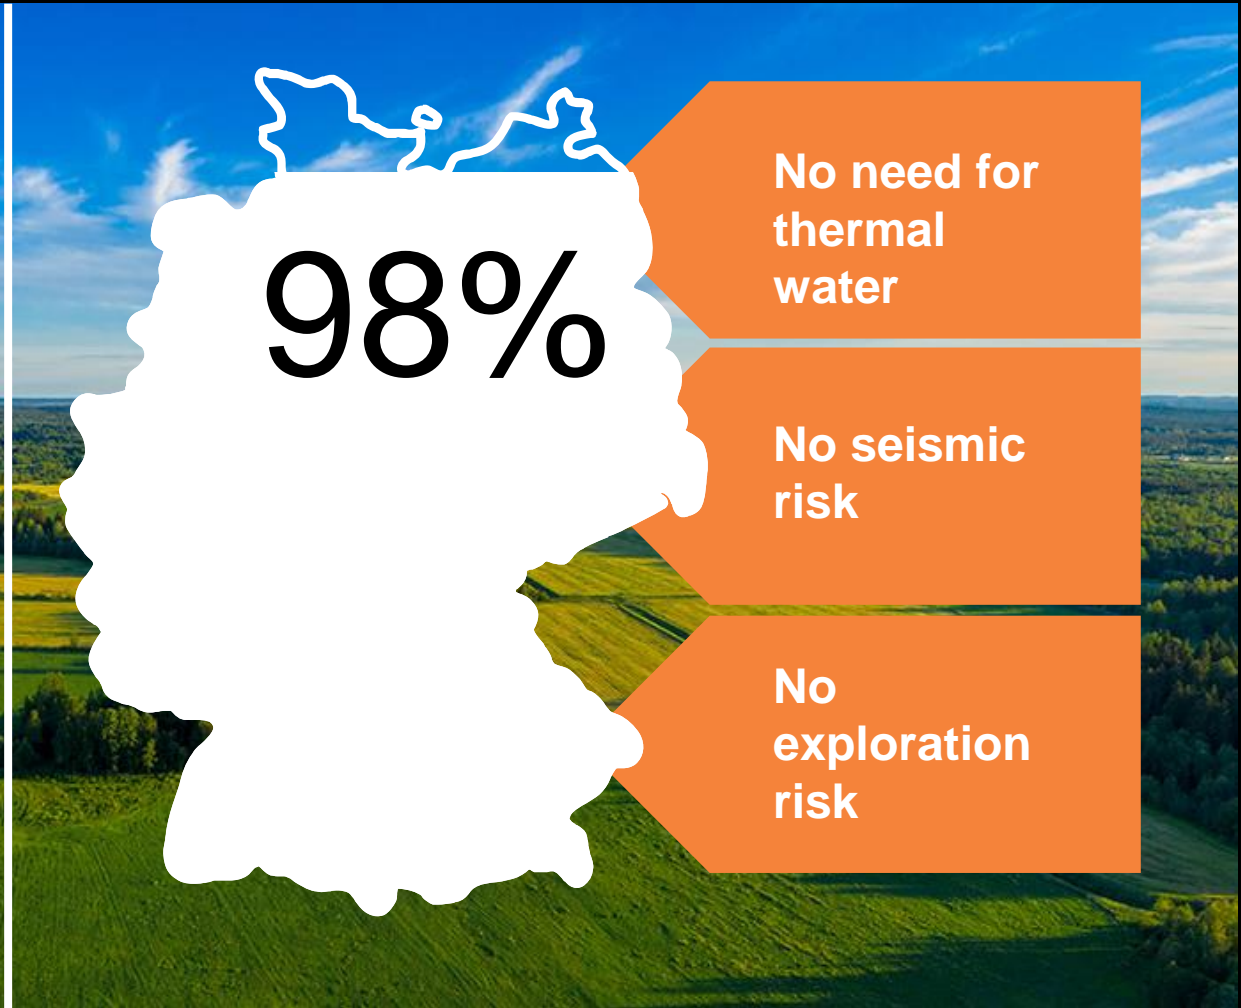 98%
No need for
thermal
water
No seismic
risk
No
exploration
risk